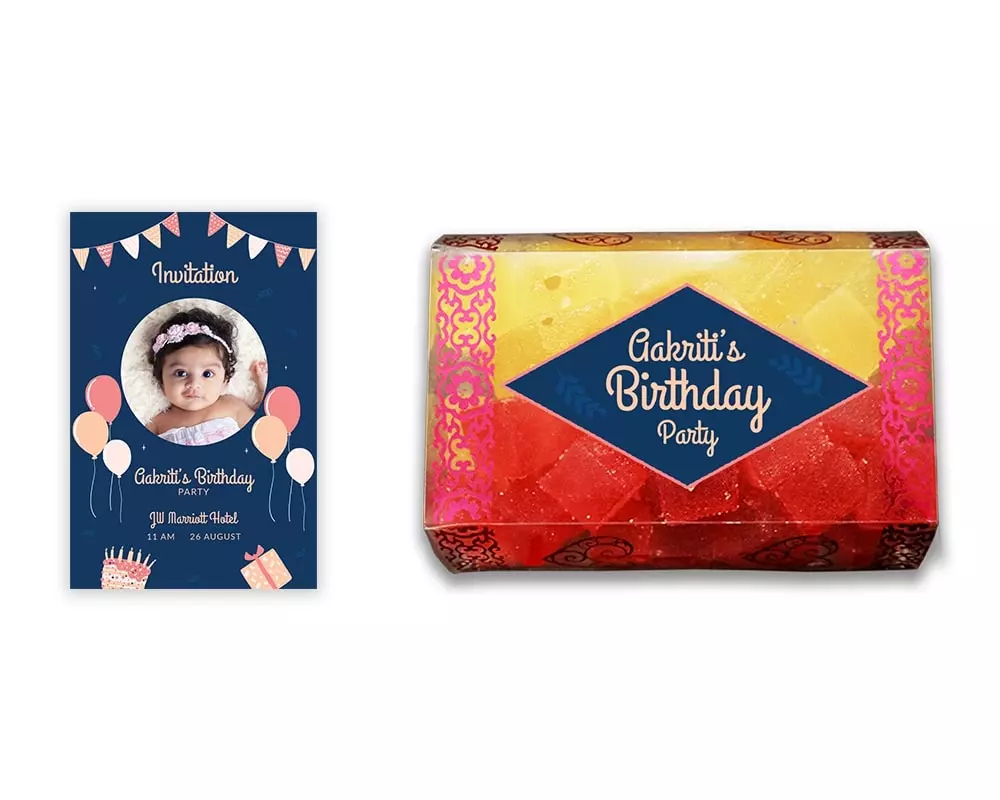 Invitation
Aakriti's Birthday
PARTY
JW Marriott Hotel
11 AM 26 AUGUST
Aakriti's
Birthday
Party